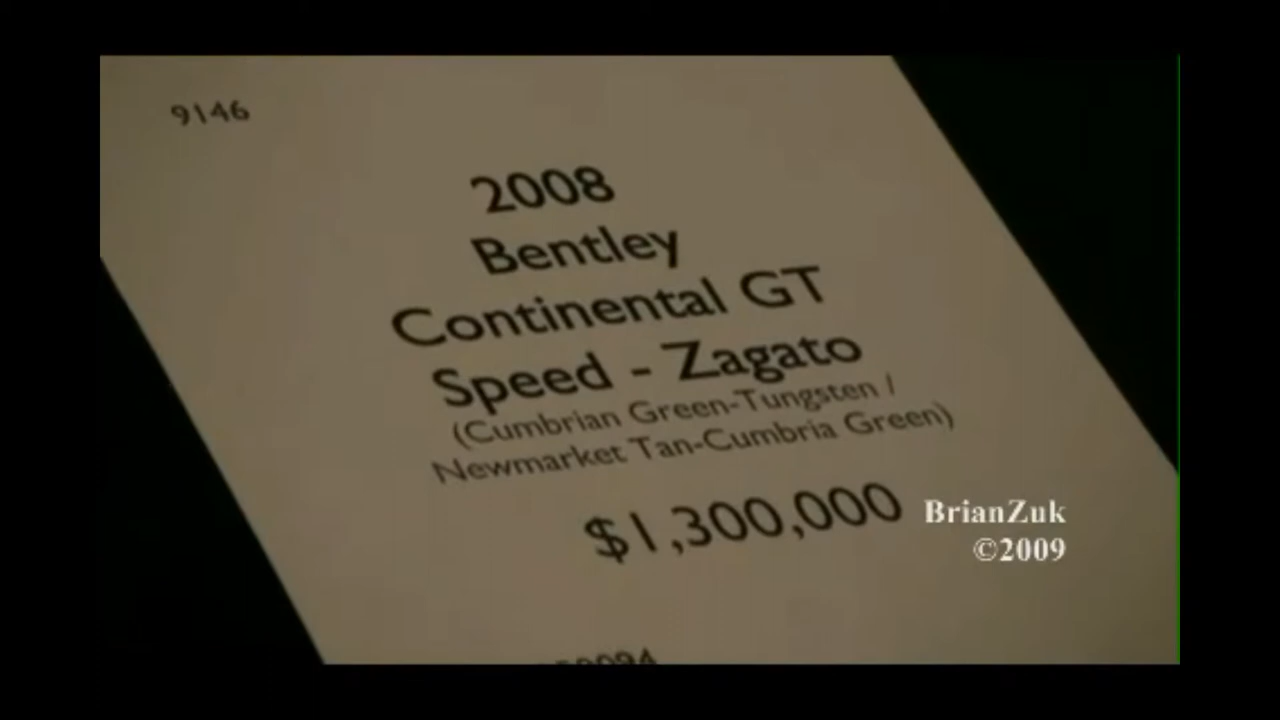 9146
2008
Bentley
Continental GT
Speed - Zagato
(Cumbrian Green-Tungsten /
Newmarket Tan-Cumbria Green)
$1,300,000
BrianZuk
©2009